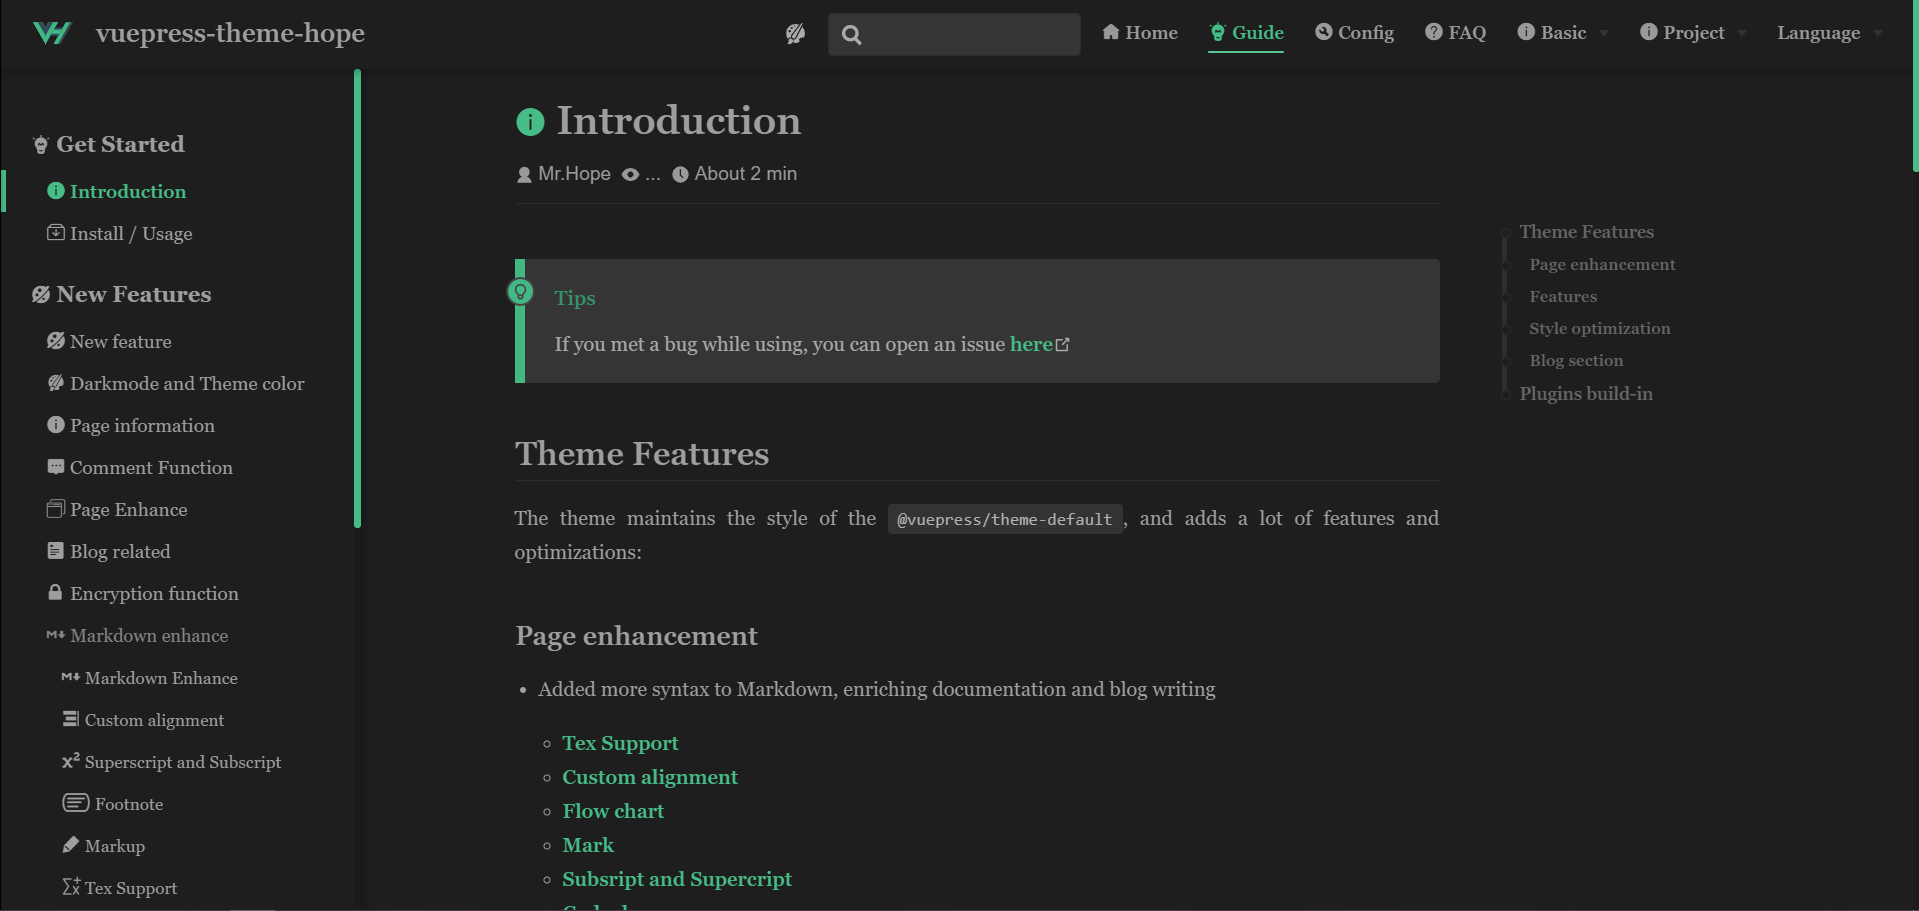 vuepress-theme-hope
Home
Guide
Config
FAQ
Basic
Project
Language
Get Started
Introduction
Install / Usage
New Features
New feature
Darkmode and Theme color
Page information
Comment Function
Page Enhance
Blog related
Encryption function
Markdown enhance
Markdown Enhance
Custom alignment
Superscript and Subscript
Footnote
Markup
Tex Support
Introduction
Mr.Hope ... About 2 min
Tips
If you met a bug while using, you can open an issue here
Theme Features
The theme maintains the style of the @vuepress/theme-default, and adds a lot of features and
optimizations:
Page enhancement
• Added more syntax to Markdown, enriching documentation and blog writing
Tex Support
Custom alignment
Flow chart
Mark
Subsript and Supercript
Theme Features
Page enhancement
Features
Style optimization
Blog section
Plugins build-in